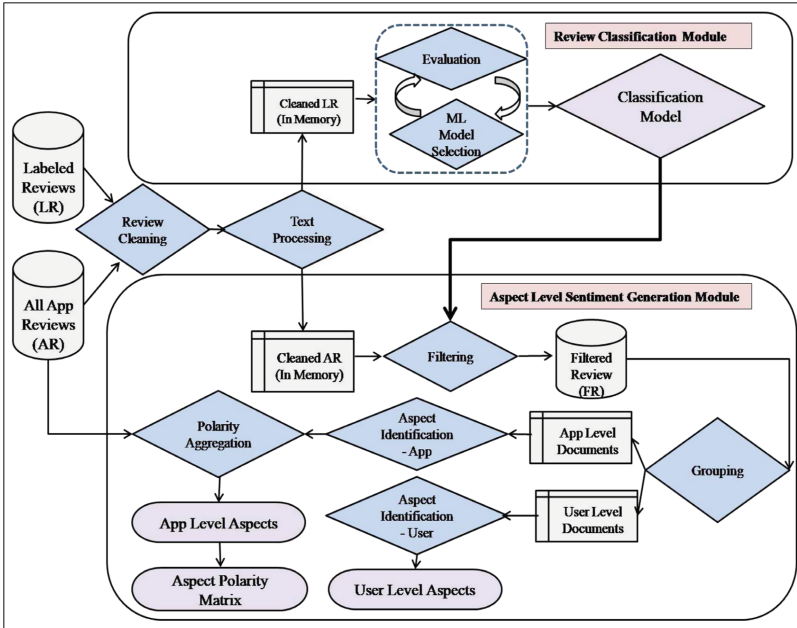 Review Classification Module
Evaluation
ML
Model
Selection
Cleaned LR
(In Memory)
Classification
Model
Labeled
Reviews
(LR)
Review
Cleaning
Text
Processing
All App
Reviews
(AR)
Aspect Level Sentiment Generation Module
Cleaned AR
(In Memory)
Filtering
Filtered
Review
(FR)
Polarity
Aggregation
Aspect
Identification
- App
App Level
Documents
Grouping
Aspect
Identification
- User
User Level
Documents
App Level Aspects
Aspect Polarity
Matrix
User Level Aspects